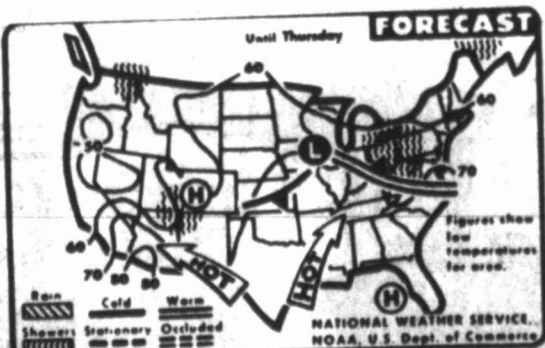 FORECAST
Until Thursday
60
60
50
L
70
H
60
70
80
80
HOT
HOT
H
Figures show
low
temperatures
for area.
Rain
Cold
Warm
Showers
Stationary
Occluded
NATIONAL WEATHER SERVICE,
NOAA, U.S. Dept. of Commerce